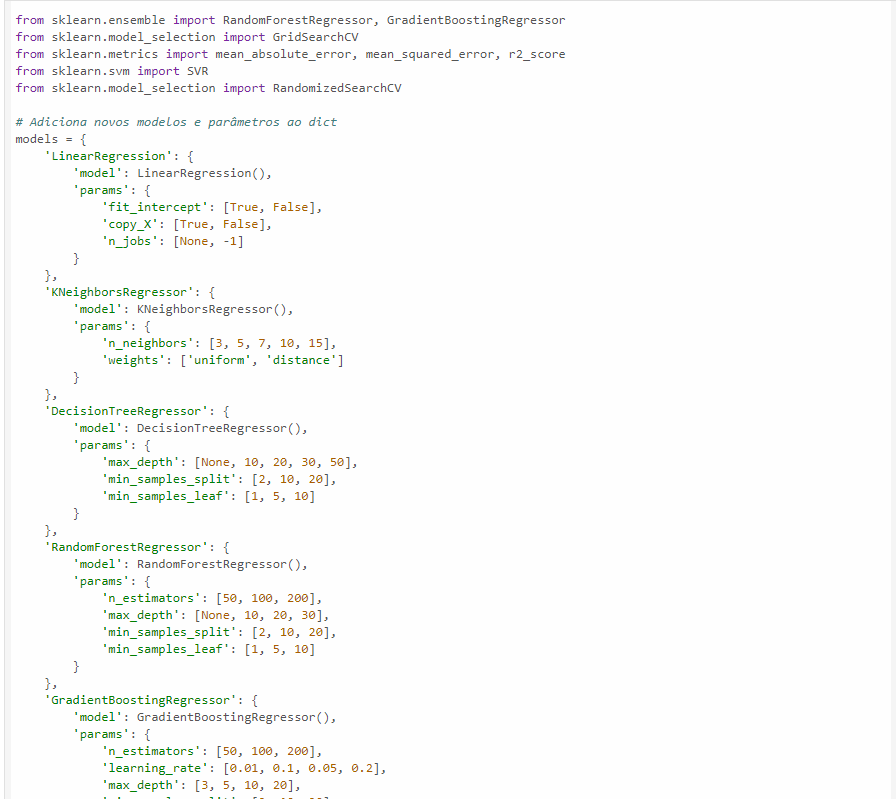 from sklearn.ensemble import RandomForestRegressor, GradientBoostingRegressor
from sklearn.model_selection import GridSearchCV
from sklearn.metrics import mean_absolute_error, mean_squared_error, r2_score
from sklearn.svm import SVR
from sklearn.model_selection import RandomizedSearchCV

# Adiciona novos modelos e parâmetros ao dict
models = {
    'LinearRegression': {
        'model': LinearRegression(),
        'params': {
            'fit_intercept': [True, False],
            'copy_X': [True, False],
            'n_jobs': [None, -1]
        }
    },
    'KNeighborsRegressor': {
        'model': KNeighborsRegressor(),
        'params': {
            'n_neighbors': [3, 5, 7, 10, 15],
            'weights': ['uniform', 'distance']
        }
    },
    'DecisionTreeRegressor': {
        'model': DecisionTreeRegressor(),
        'params': {
            'max_depth': [None, 10, 20, 30, 50],
            'min_samples_split': [2, 10, 20],
            'min_samples_leaf': [1, 5, 10]
        }
    },
    'RandomForestRegressor': {
        'model': RandomForestRegressor(),
        'params': {
            'n_estimators': [50, 100, 200],
            'max_depth': [None, 10, 20, 30],
            'min_samples_split': [2, 10, 20],
            'min_samples_leaf': [1, 5, 10]
        }
    },
    'GradientBoostingRegressor': {
        'model': GradientBoostingRegressor(),
        'params': {
            'n_estimators': [50, 100, 200],
            'learning_rate': [0.01, 0.1, 0.05, 0.2],
            'max_depth': [3, 5, 10, 20],